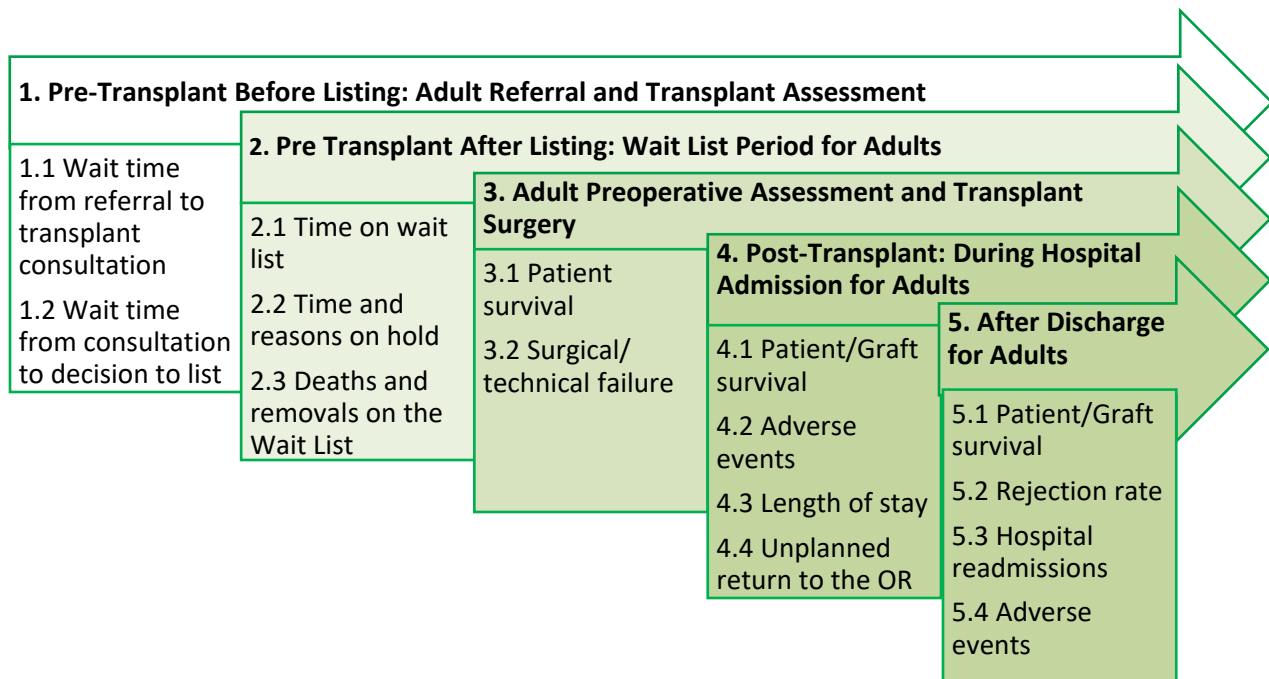 1. Pre-Transplant Before Listing: Adult Referral and Transplant Assessment
1.1 Wait time
from referral to
transplant
consultation
1.2 Wait time
from consultation
to decision to list
2. Pre Transplant After Listing: Wait List Period for Adults
2.1 Time on wait
list
2.2 Time and
reasons on hold
2.3 Deaths and
removals on the
Wait List
3. Adult Preoperative Assessment and Transplant
Surgery
3.1 Patient
survival
3.2 Surgical/
technical failure
4. Post-Transplant: During Hospital
Admission for Adults
4.1 Patient/Graft
survival
4.2 Adverse
events
4.3 Length of stay
4.4 Unplanned
return to the OR
5. After Discharge
for Adults
5.1 Patient/Graft
survival
5.2 Rejection rate
5.3 Hospital
readmissions
5.4 Adverse
events